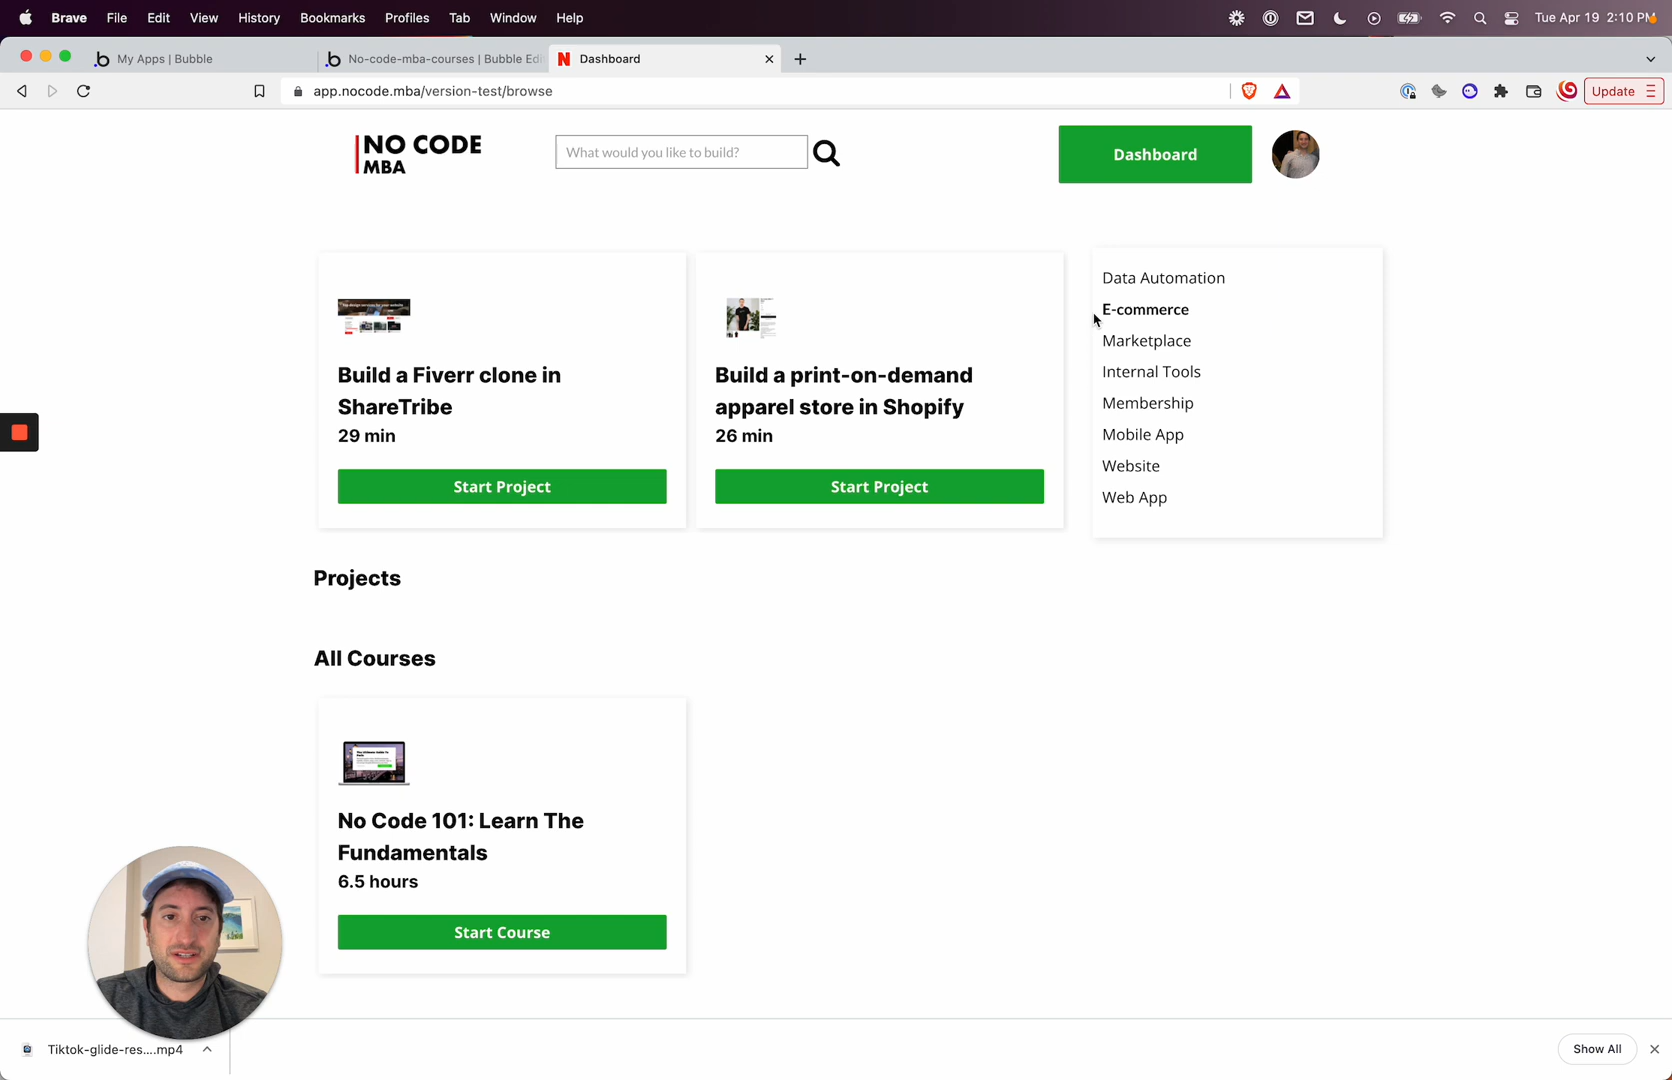 Brave File Edit View History Bookmarks Profiles Tab Window Help Tue Apr 19 2:10 PM
My Apps | Bubble No-code-mba-courses | Bubble Edi Dashboard
app.nocode.mba/version-test/browse Update
NO CODE
MBA
What would you like to build?
Dashboard
Build a Fiverr clone in
ShareTribe
29 min
Start Project
Build a print-on-demand
apparel store in Shopify
26 min
Start Project
Data Automation
E-commerce
Marketplace
Internal Tools
Membership
Mobile App
Website
Web App
Projects
All Courses
No Code 101: Learn The
Fundamentals
6.5 hours
Start Course
Tiktok-glide-res....mp4 Show All